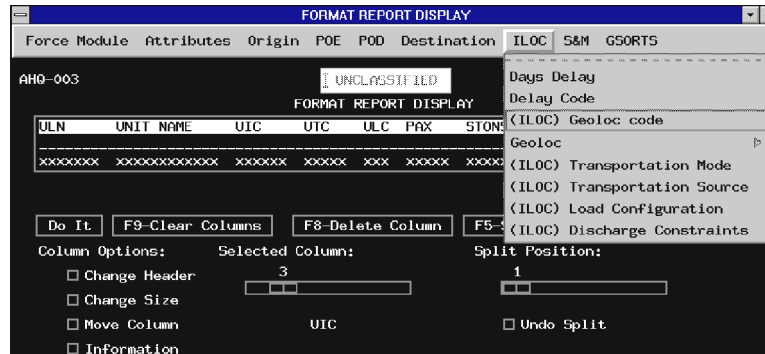 FORMAT REPORT DISPLAY
Force Module Attributes Origin POE POD Destination ILOC S&M GSORTS
AHQ-003 UNCLASSIFIED
FORMAT REPORT DISPLAY
ULN UNIT NAME UIC UTC ULC PAX STONS
xxxxxxx xxxxxxxxxxxx xxxxxx xxxxx xxx xxxxx xxxxx
Days Delay
Delay Code
(ILOC) Geoloc code
Geoloc
(ILOC) Transportation Mode
(ILOC) Transportation Source
(ILOC) Load Configuration
(ILOC) Discharge Constraints
Do It F9-Clear Columns F8-Delete Column F5-
Column Options: Selected Column: Split Position:
Change Header 3 1
Change Size
Move Column UIC Undo Split
Information